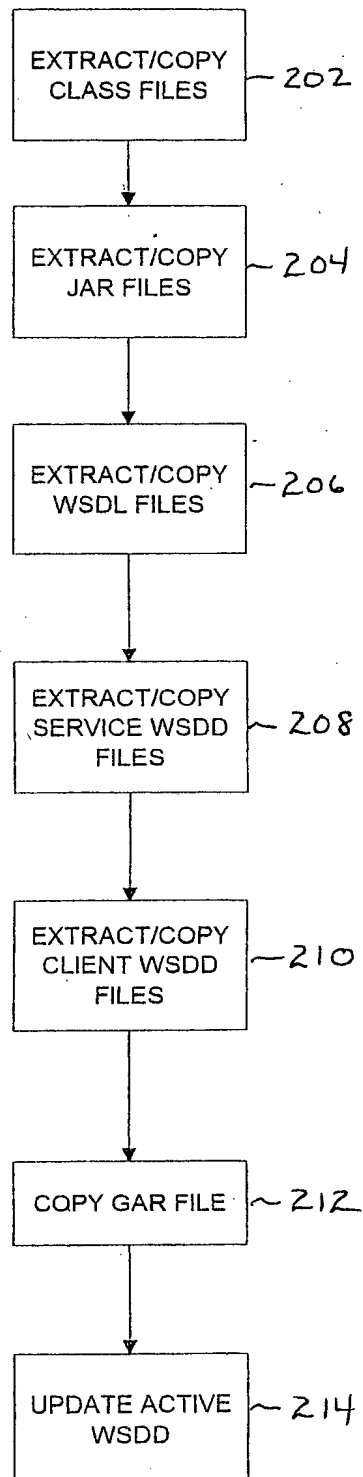 EXTRACT/COPY
CLASS FILES
202
EXTRACT/COPY
JAR FILES
204
EXTRACT/COPY
WSDL FILES
206
EXTRACT/COPY
SERVICE WSDD
FILES
208
EXTRACT/COPY
CLIENT WSDD
FILES
210
COPY GAR FILE
212
UPDATE ACTIVE
WSDD
214